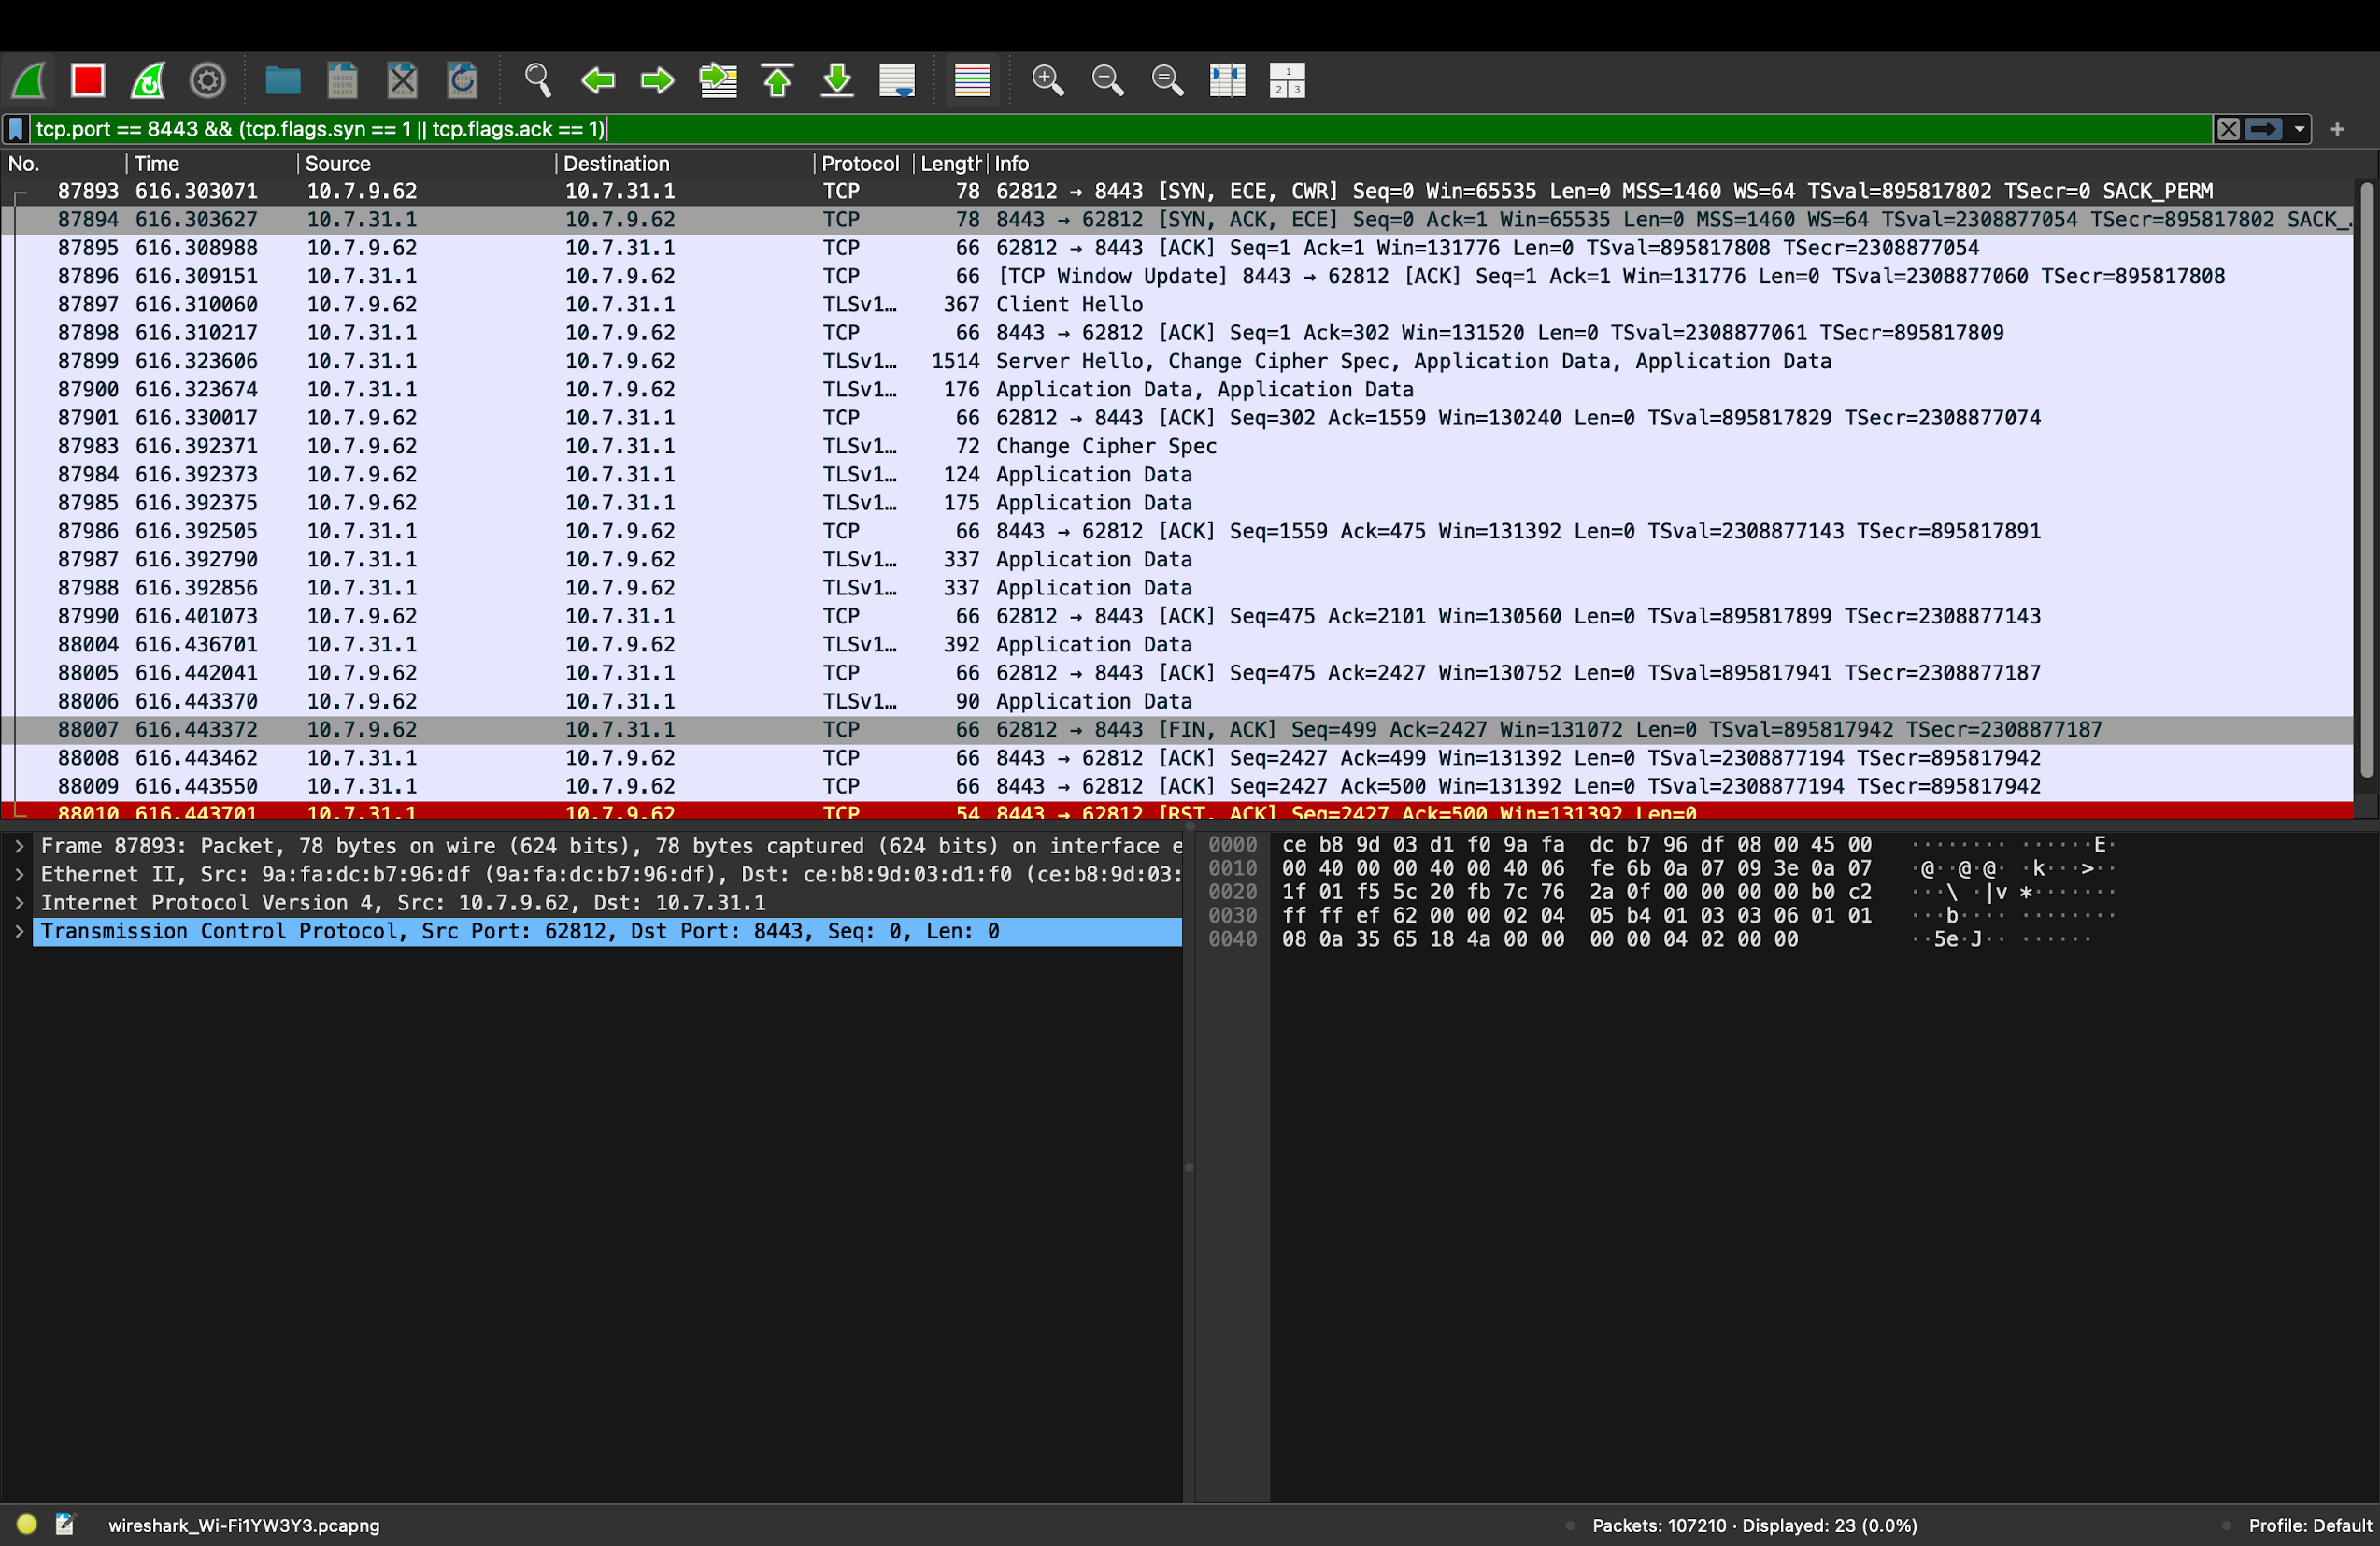 1
2 3
tcp.port == 8443 && (tcp.flags.syn == 1 || tcp.flags.ack == 1)
No. Time Source Destination Protocol Length Info
87893 616.303071 10.7.9.62 10.7.31.1 TCP 78 62812 → 8443 [SYN, ECE, CWR] Seq=0 Win=65535 Len=0 MSS=1460 WS=64 TSval=895817802 TSecr=0 SACK_PERM
87894 616.303627 10.7.31.1 10.7.9.62 TCP 78 8443 → 62812 [SYN, ACK, ECE] Seq=0 Ack=1 Win=65535 Len=0 MSS=1460 WS=64 TSval=2308877054 TSecr=895817802 SACK_.
87895 616.308988 10.7.9.62 10.7.31.1 TCP 66 62812 → 8443 [ACK] Seq=1 Ack=1 Win=131776 Len=0 TSval=895817808 TSecr=2308877054
87896 616.309151 10.7.31.1 10.7.9.62 TCP 66 [TCP Window Update] 8443 → 62812 [ACK] Seq=1 Ack=1 Win=131776 Len=0 TSval=2308877060 TSecr=895817808
87897 616.310060 10.7.9.62 10.7.31.1 TLSv1… 367 Client Hello
87898 616.310217 10.7.31.1 10.7.9.62 TCP 66 8443 → 62812 [ACK] Seq=1 Ack=302 Win=131520 Len=0 TSval=2308877061 TSecr=895817809
87899 616.323606 10.7.31.1 10.7.9.62 TLSv1… 1514 Server Hello, Change Cipher Spec, Application Data, Application Data
87900 616.323674 10.7.31.1 10.7.9.62 TLSv1… 176 Application Data, Application Data
87901 616.330017 10.7.9.62 10.7.31.1 TCP 66 62812 → 8443 [ACK] Seq=302 Ack=1559 Win=130240 Len=0 TSval=895817829 TSecr=2308877074
87983 616.392371 10.7.9.62 10.7.31.1 TLSv1… 72 Change Cipher Spec
87984 616.392373 10.7.9.62 10.7.31.1 TLSv1… 124 Application Data
87985 616.392375 10.7.9.62 10.7.31.1 TLSv1… 175 Application Data
87986 616.392505 10.7.31.1 10.7.9.62 TCP 66 8443 → 62812 [ACK] Seq=1559 Ack=475 Win=131392 Len=0 TSval=2308877143 TSecr=895817891
87987 616.392790 10.7.31.1 10.7.9.62 TLSv1… 337 Application Data
87988 616.392856 10.7.31.1 10.7.9.62 TLSv1… 337 Application Data
87990 616.401073 10.7.9.62 10.7.31.1 TCP 66 62812 → 8443 [ACK] Seq=475 Ack=2101 Win=130560 Len=0 TSval=895817899 TSecr=2308877143
88004 616.436701 10.7.31.1 10.7.9.62 TLSv1… 392 Application Data
88005 616.442041 10.7.9.62 10.7.31.1 TCP 66 62812 → 8443 [ACK] Seq=475 Ack=2427 Win=130752 Len=0 TSval=895817941 TSecr=2308877187
88006 616.443370 10.7.9.62 10.7.31.1 TLSv1… 90 Application Data
88007 616.443372 10.7.9.62 10.7.31.1 TCP 66 62812 → 8443 [FIN, ACK] Seq=499 Ack=2427 Win=131072 Len=0 TSval=895817942 TSecr=2308877187
88008 616.443462 10.7.31.1 10.7.9.62 TCP 66 8443 → 62812 [ACK] Seq=2427 Ack=499 Win=131392 Len=0 TSval=2308877194 TSecr=895817942
88009 616.443550 10.7.31.1 10.7.9.62 TCP 66 8443 → 62812 [ACK] Seq=2427 Ack=500 Win=131392 Len=0 TSval=2308877194 TSecr=895817942
88010 616.443701 10.7.31.1 10.7.9.62 TCP 54 8443 → 62812 [RST, ACK] Seq=2427 Ack=500 Win=131392 Len=0
Frame 87893: Packet, 78 bytes on wire (624 bits), 78 bytes captured (624 bits) on interface e
Ethernet II, Src: 9a:fa:dc:b7:96:df (9a:fa:dc:b7:96:df), Dst: ce:b8:9d:03:d1:f0 (ce:b8:9d:03:
Internet Protocol Version 4, Src: 10.7.9.62, Dst: 10.7.31.1
Transmission Control Protocol, Src Port: 62812, Dst Port: 8443, Seq: 0, Len: 0
0000 ce b8 9d 03 d1 f0 9a fa dc b7 96 df 08 00 45 00 ········ ······E·
0010 00 40 00 00 40 00 40 06 fe 6b 0a 07 09 3e 0a 07 ·@··@·@· ·k···>··
0020 1f 01 f5 5c 20 fb 7c 76 2a 0f 00 00 00 00 b0 c2 ···\ ·|v *·······
0030 ff ff ef 62 00 00 02 04 05 b4 01 03 03 06 01 01 ···b···· ········
0040 08 0a 35 65 18 4a 00 00 00 00 04 02 00 00 ··5e·J·· ······
wireshark_Wi-Fi1YW3Y3.pcapng Packets: 107210 · Displayed: 23 (0.0%) Profile: Default